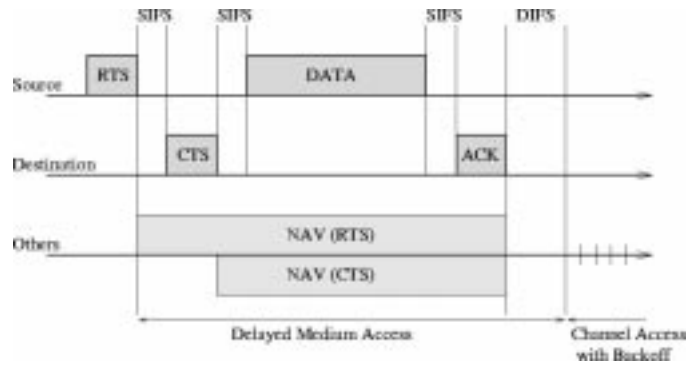 SIFS SIFS SIFS DIFS
RTS DATA
Source
CTS ACK
Destination
NAV (RTS)
Others
NAV (CTS)
Delayed Medium Access Channel Access
with Backoff